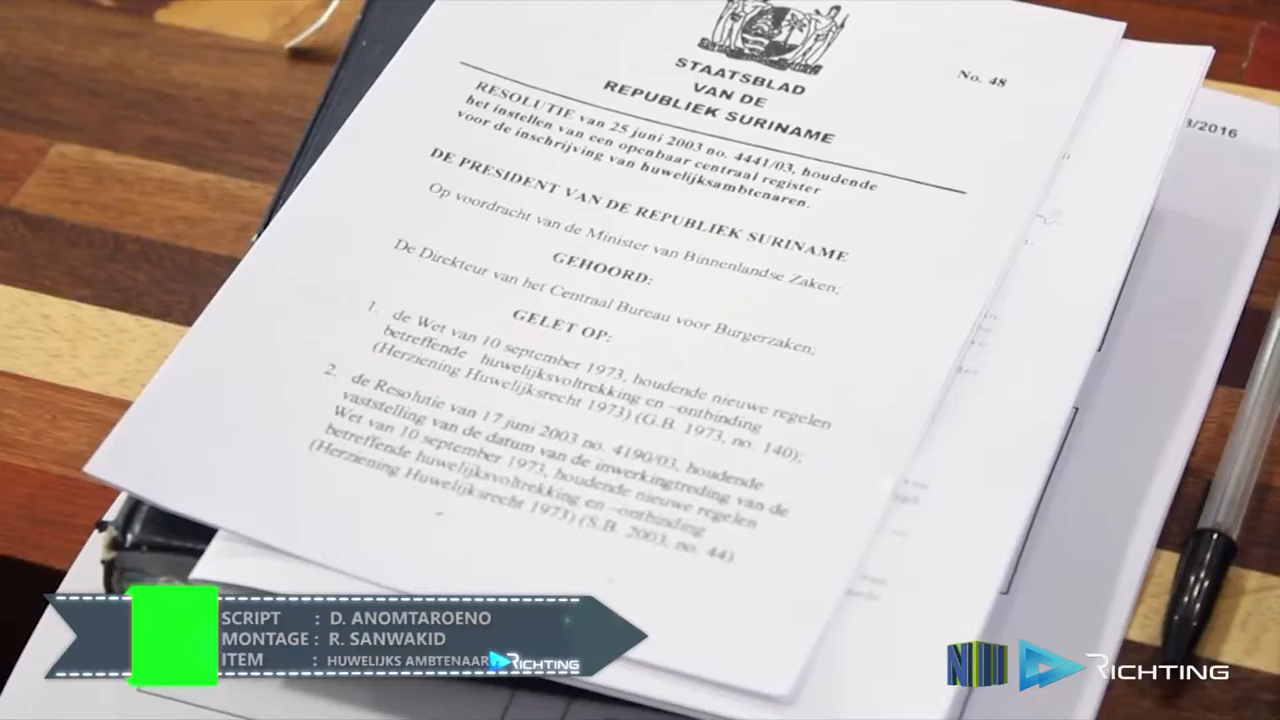 STAATSBLAD
VAN DE
REPUBLIEK SURINAME
No. 48
3/2016
RESOLUTIE van 25 juni 2003 no. 4441/03, houdende
het instellen van een openbaar centraal register
voor de inschrijving van huwelijksambtenaren.
DE PRESIDENT VAN DE REPUBLIEK SURINAME
Op voordracht van de Minister van Binnenlandse Zaken;
GEHOORD:
De Direkteur van het Centraal Bureau voor Burgerzaken;
GELET OP:
1. de Wet van 10 september 1973, houdende nieuwe regelen
betreffende huwelijksvoltrekking en –ontbinding
(Herziening Huwelijksrecht 1973) (G.B. 1973, no. 140);
2. de Resolutie van 17 juni 2003 no. 4190/03, houdende
vaststelling van de datum van de inwerkingtreding van de
Wet van 10 september 1973, houdende nieuwe regelen
betreffende huwelijksvoltrekking en –ontbinding
(Herziening Huwelijksrecht 1973) (S.B. 2003, no. 44).
SCRIPT : D. ANOMTAROENO
MONTAGE : R. SANWAKID
ITEM : HUWELIJKS AMBTENAAR
RICHTING
NII RICHTING